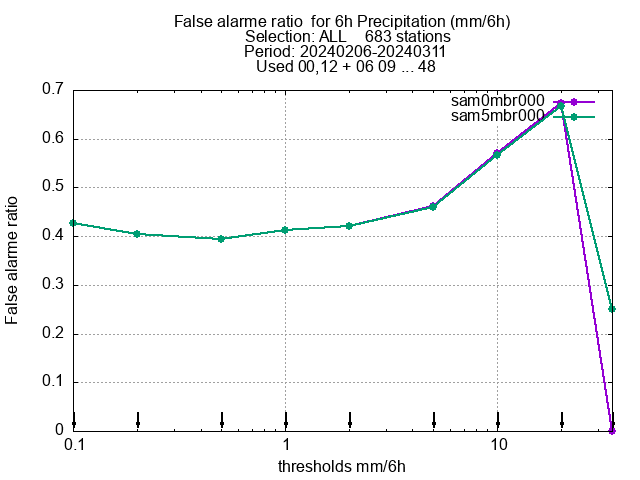 False alarme ratio  for 6h Precipitation (mm/6h)
Selection: ALL    683 stations
Period: 20240206-20240311
Used 00,12 + 06 09 ... 48
sam0mbr000
sam5mbr000
False alarme ratio
0.7
0.6
0.5
0.4
0.3
0.2
0.1
0
0.1 1 10
thresholds mm/6h